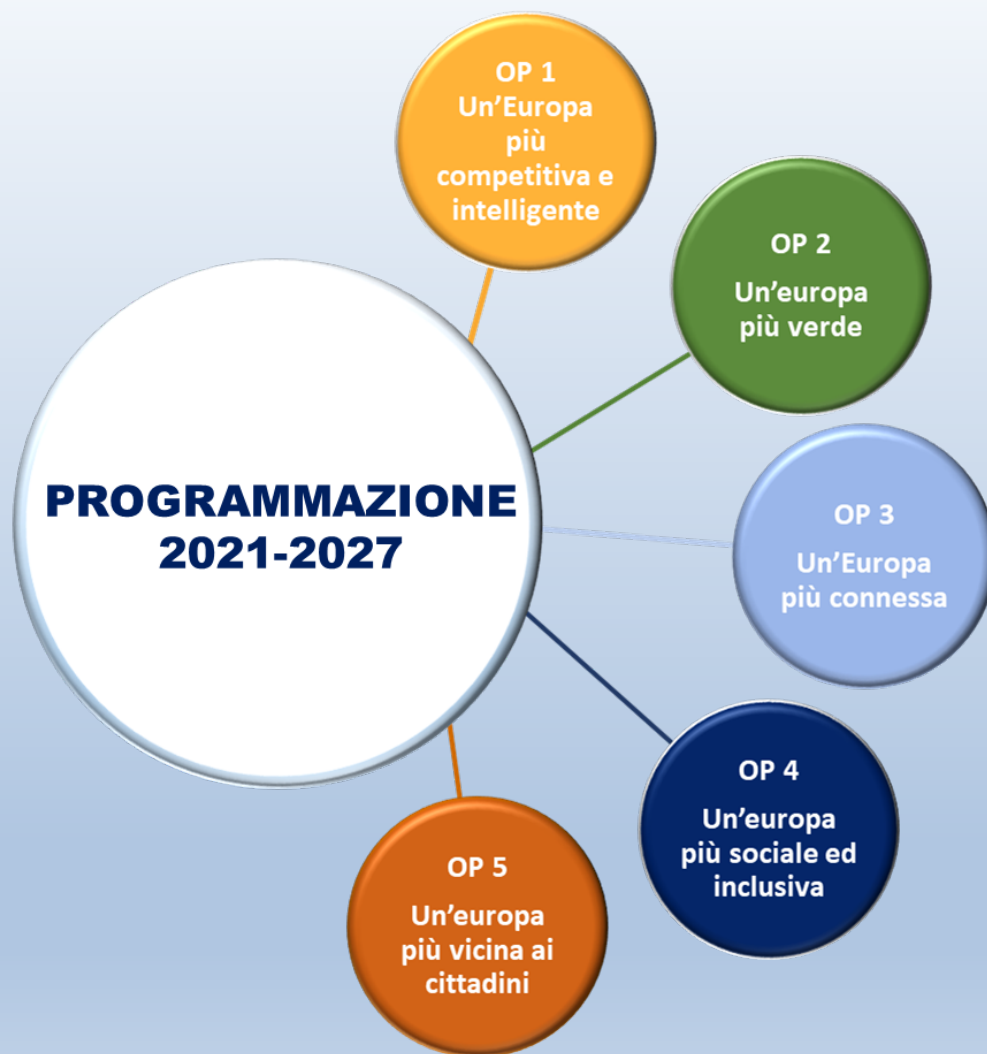 OP 1
Un’Europa
più
competitiva e
intelligente
OP 2
Un’europa
più verde
PROGRAMMAZIONE
2021-2027
OP 3
Un’Europa
più connessa
OP 4
Un’europa
più sociale ed
inclusiva
OP 5
Un’europa
più vicina ai
cittadini